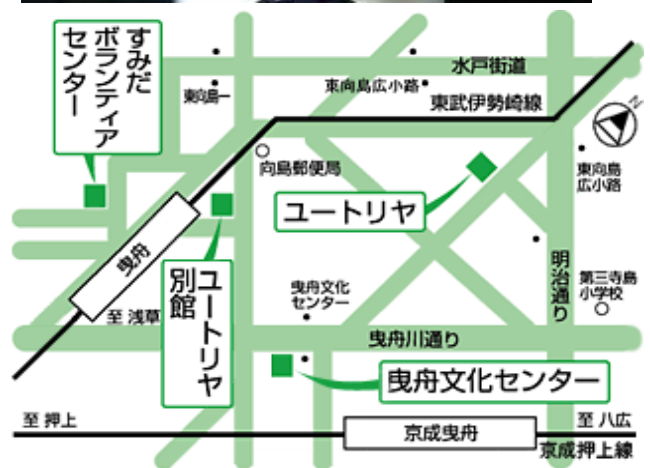 すみだ
ボランティア
センター
東向島一
東向島広小路
水戸街道
東武伊勢崎線
N
向島郵便局
ユートリヤ
東向島
広小路
曳舟
ユートリヤ
別館
至 浅草
曳舟文化
センター
明治通り
第三寺島
小学校
曳舟川通り
曳舟文化センター
至 押上
京成曳舟
至 八広
京成押上線